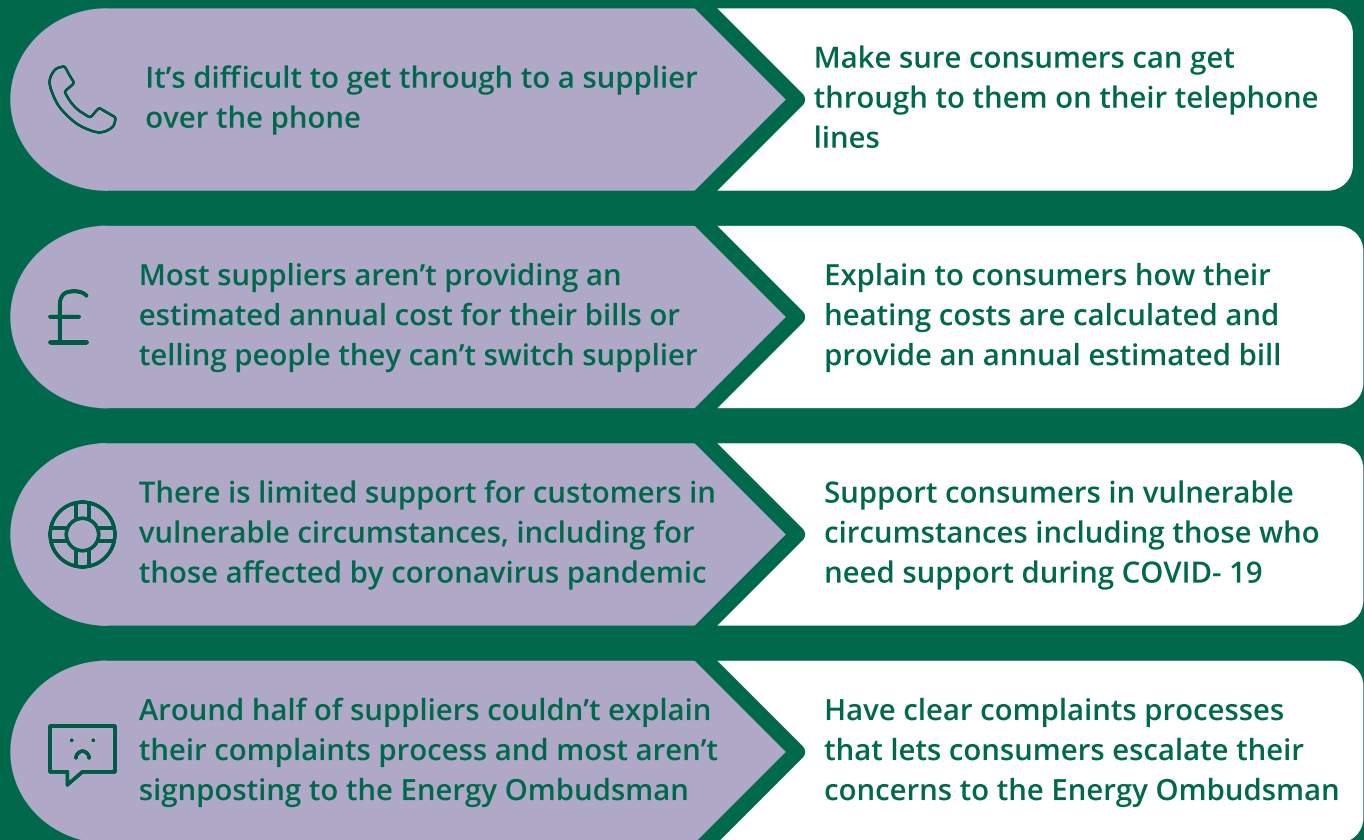 It’s difficult to get through to a supplier
over the phone
Make sure consumers can get
through to them on their telephone
lines
Most suppliers aren’t providing an
estimated annual cost for their bills or
telling people they can’t switch supplier
Explain to consumers how their
heating costs are calculated and
provide an annual estimated bill
There is limited support for customers in
vulnerable circumstances, including for
those affected by coronavirus pandemic
Support consumers in vulnerable
circumstances including those who
need support during COVID- 19
Around half of suppliers couldn’t explain
their complaints process and most aren’t
signposting to the Energy Ombudsman
Have clear complaints processes
that lets consumers escalate their
concerns to the Energy Ombudsman